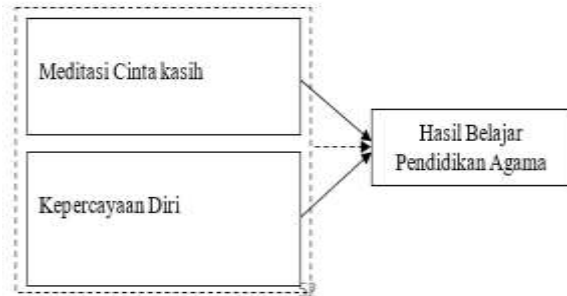 Meditasi Cinta kasih
Hasil Belajar
Pendidikan Agama
Kepercayaan Diri